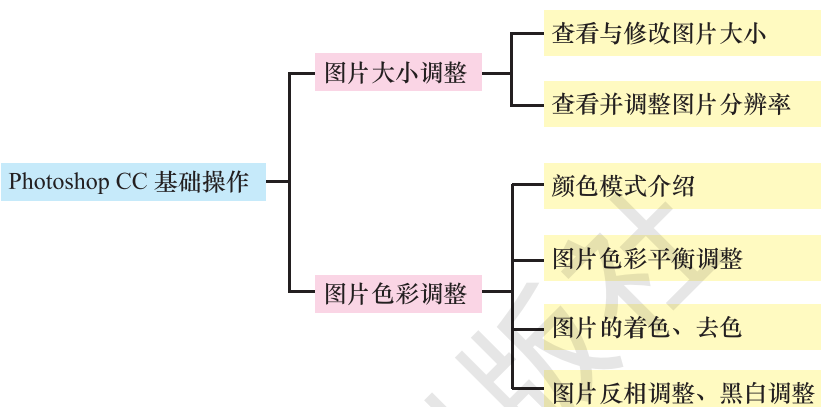 Photoshop CC 基础操作
图片大小调整
查看与修改图片大小
查看并调整图片分辨率
图片色彩调整
颜色模式介绍
图片色彩平衡调整
图片的着色、去色
图片反相调整、黑白调整
版社